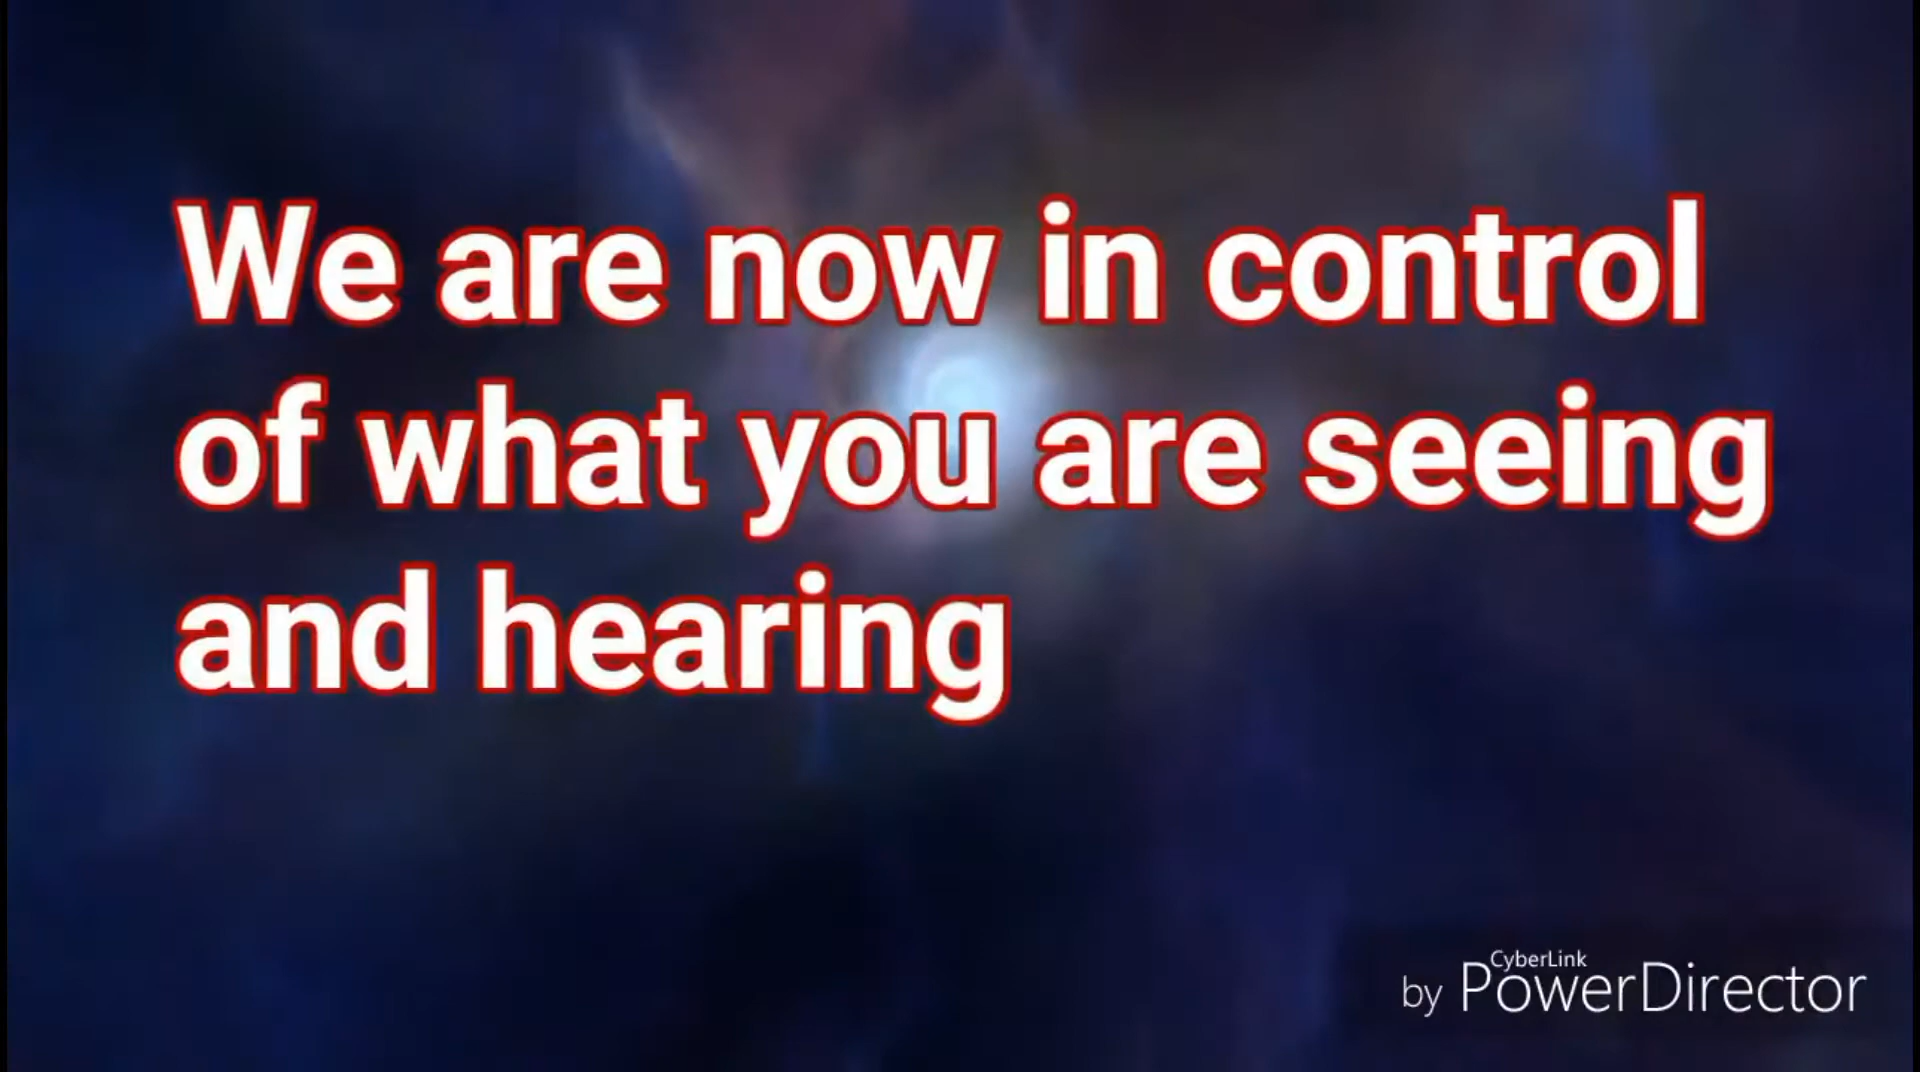 We are now in control
of what you are seeing
and hearing
CyberLink
by PowerDirector